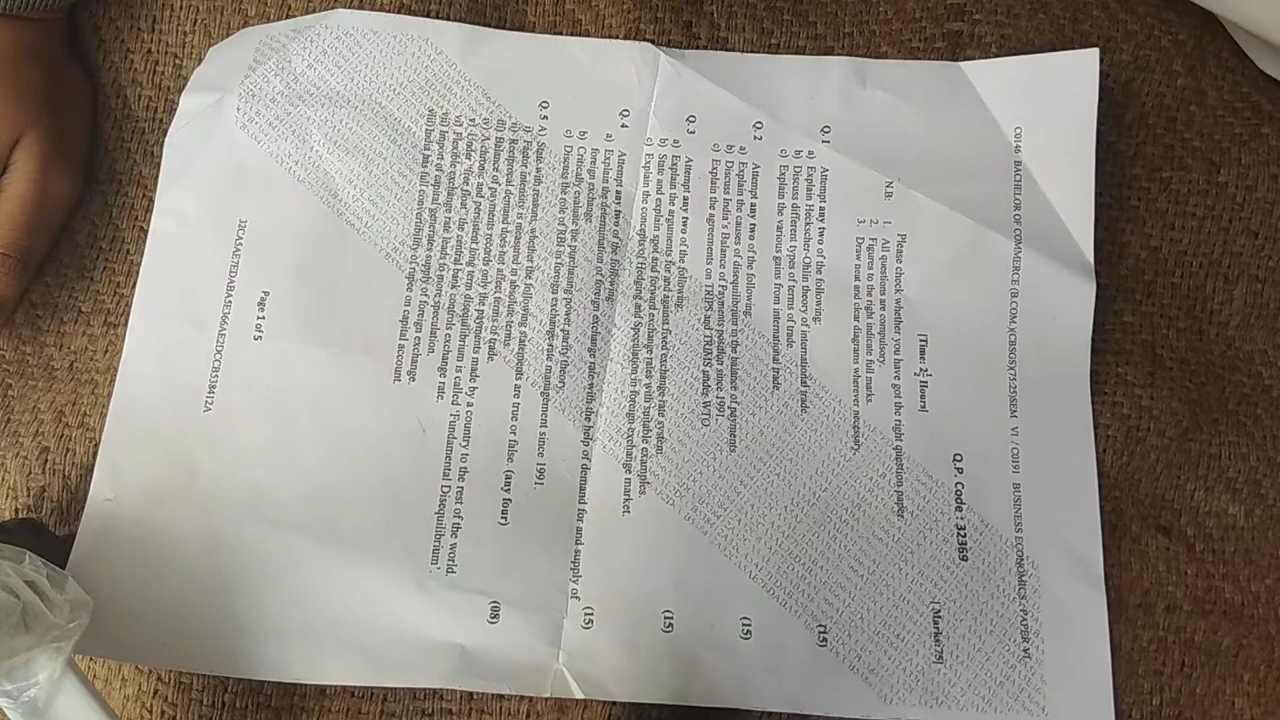 C0146 BACHELOR OF COMMERCE (B.COM.)(CBSGS)(75:25)SEM VI / C0191 BUSINESS ECONOMICS. PAPER VI
Q.P. Code : 32369
[Time: 2½ Hours] [ Marks:75]
Please check whether you have got the right question paper.
N.B: 1. All questions are compulsory.
2. Figures to the right indicate full marks.
3. Draw neat and clear diagrams wherever necessary.
Q.1 Attempt any two of the following: (15)
a) Explain Heckscher-Ohlin theory of international trade.
b) Discuss different types of terms of trade.
c) Explain the various gains from international trade.
Q.2 Attempt any two of the following: (15)
a) Explain the causes of disequilibrium in the balance of payments.
b) Discuss India's Balance of Payments position since 1991.
c) Explain the agreements on TRIPS and TRIMS under WTO
Q.3 Attempt any two of the following: (15)
a) Explain the arguments for and against fixed exchange rate system.
b) State and explain spot and forward exchange rates with suitable examples.
c) Explain the concepts of Hedging and Speculation in foreign exchange market.
Q.4 Attempt any two of the following: (15)
a) Explain the determination of foreign exchange rate with the help of demand for and supply of
foreign exchange.
b) Critically evaluate the Purchasing power parity theory.
c) Discuss the role of RBI in foreign exchange rate management since 1991.
Q.5 A) State with reasons, whether the following statements are true or false. (any four) (08)
i) Factor intensity is measured in absolute terms.
ii) Reciprocal demand does not affect terms of trade.
iii) Balance of payments records only the payments made by a country to the rest of the world.
iv) A chronic and persistent long term disequilibrium is called 'Fundamental Disequilibrium'.
v) Under 'free float' the central bank controls exchange rate.
vi) Flexible exchange rate leads to more speculation.
vii) Import of capital generates supply of foreign exchange.
viii) India has full convertibility of rupee on capital account.
Page 1 of 5
32CA5AE7EDABA5E366AE2DCCB538412A